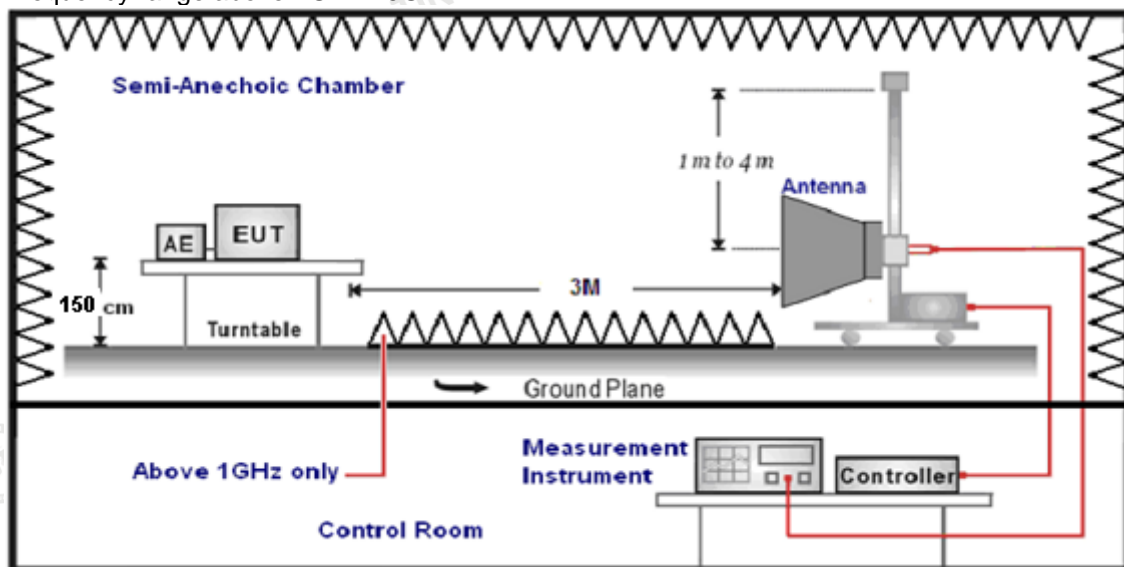 Semi-Anechoic Chamber
1 m to 4 m
Antenna
AE
EUT
150 cm
3M
Turntable
Ground Plane
Above 1GHz only
Measurement
Instrument
Controller
Control Room